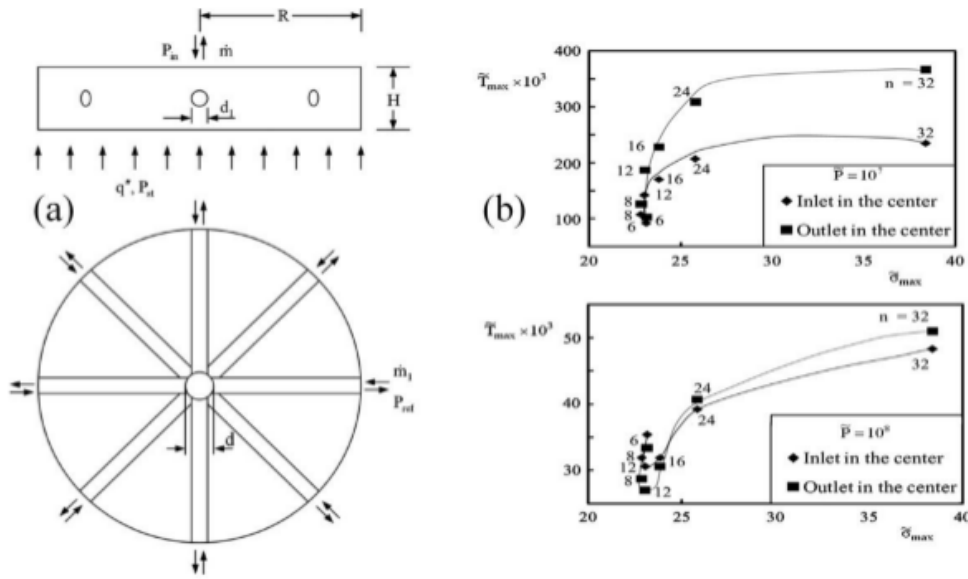 R
P_in
ṁ
H
d₁
q", P_ef
(a)
ṁ₁
P_ref
d
(b)
400
T̃_max ×10³
300
200
100
24
n = 32
16
32
12
24
16
8
12
8
6
6
P̃ = 10⁷
Inlet in the center
Outlet in the center
20
25
30
35
40
σ̃_max
T̃_max ×10³
50
40
30
n = 32
32
24
24
6
8
16
12
8
12
P̃ = 10⁸
Inlet in the center
Outlet in the center
20
25
30
35
40
σ̃_max